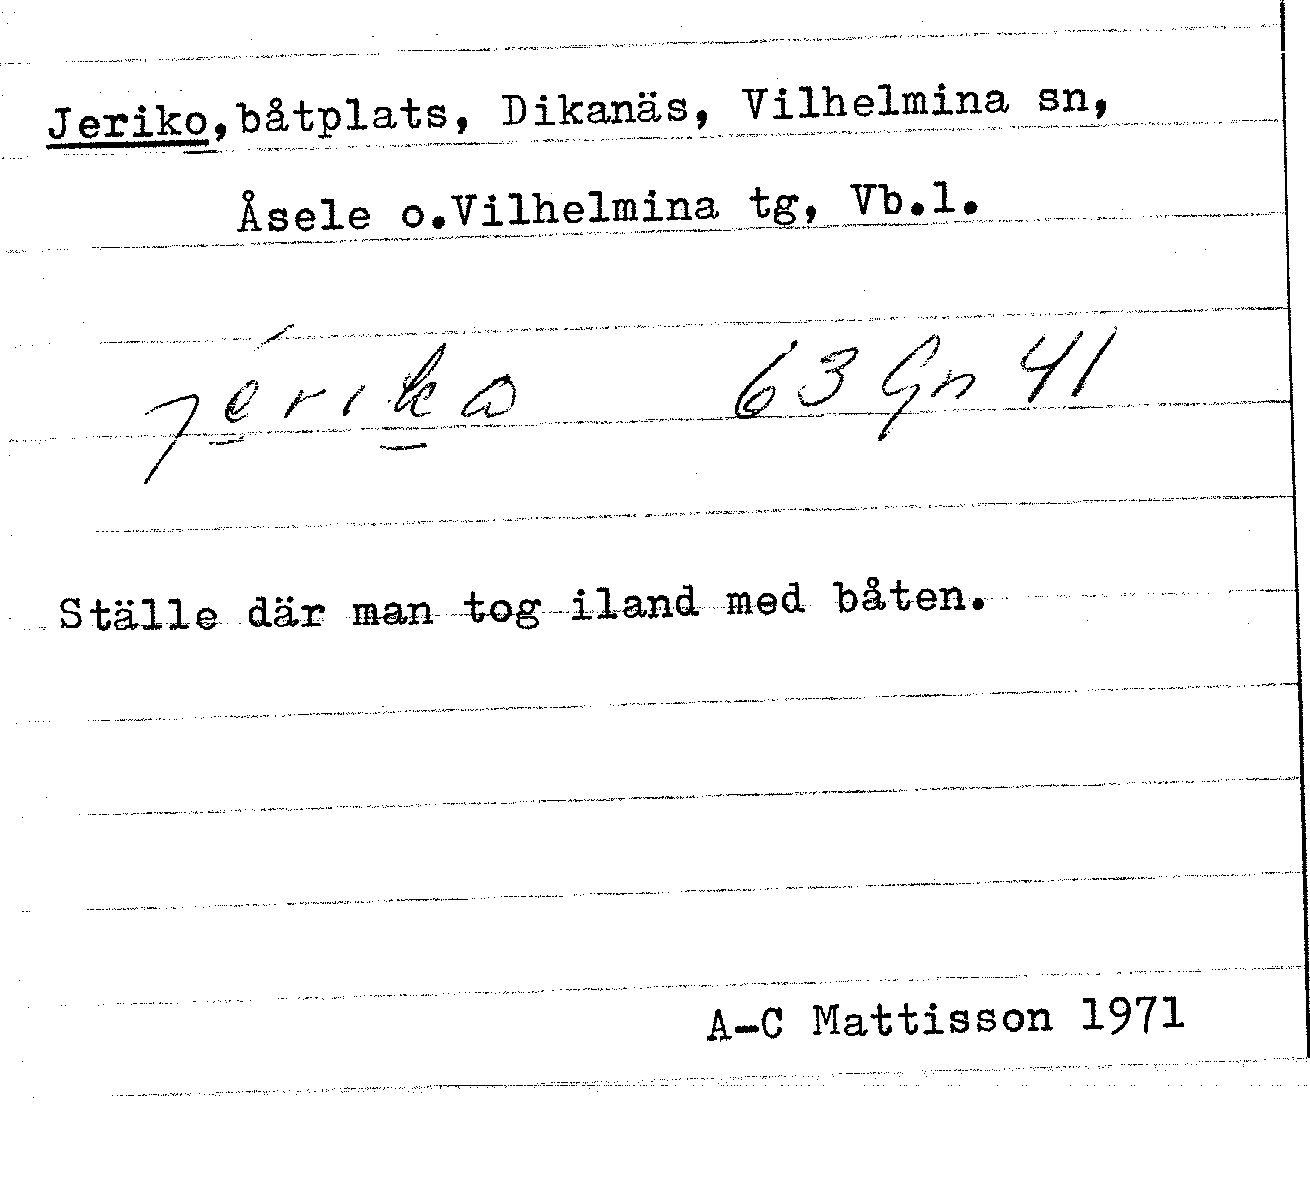 Jeriko, båtplats, Dikanäs, Vilhelmina sn,
Åsele o.Vilhelmina tg, Vb.l.
jériko 63 Gn 41
Ställe där man tog iland med båten.
A-C Mattisson 1971